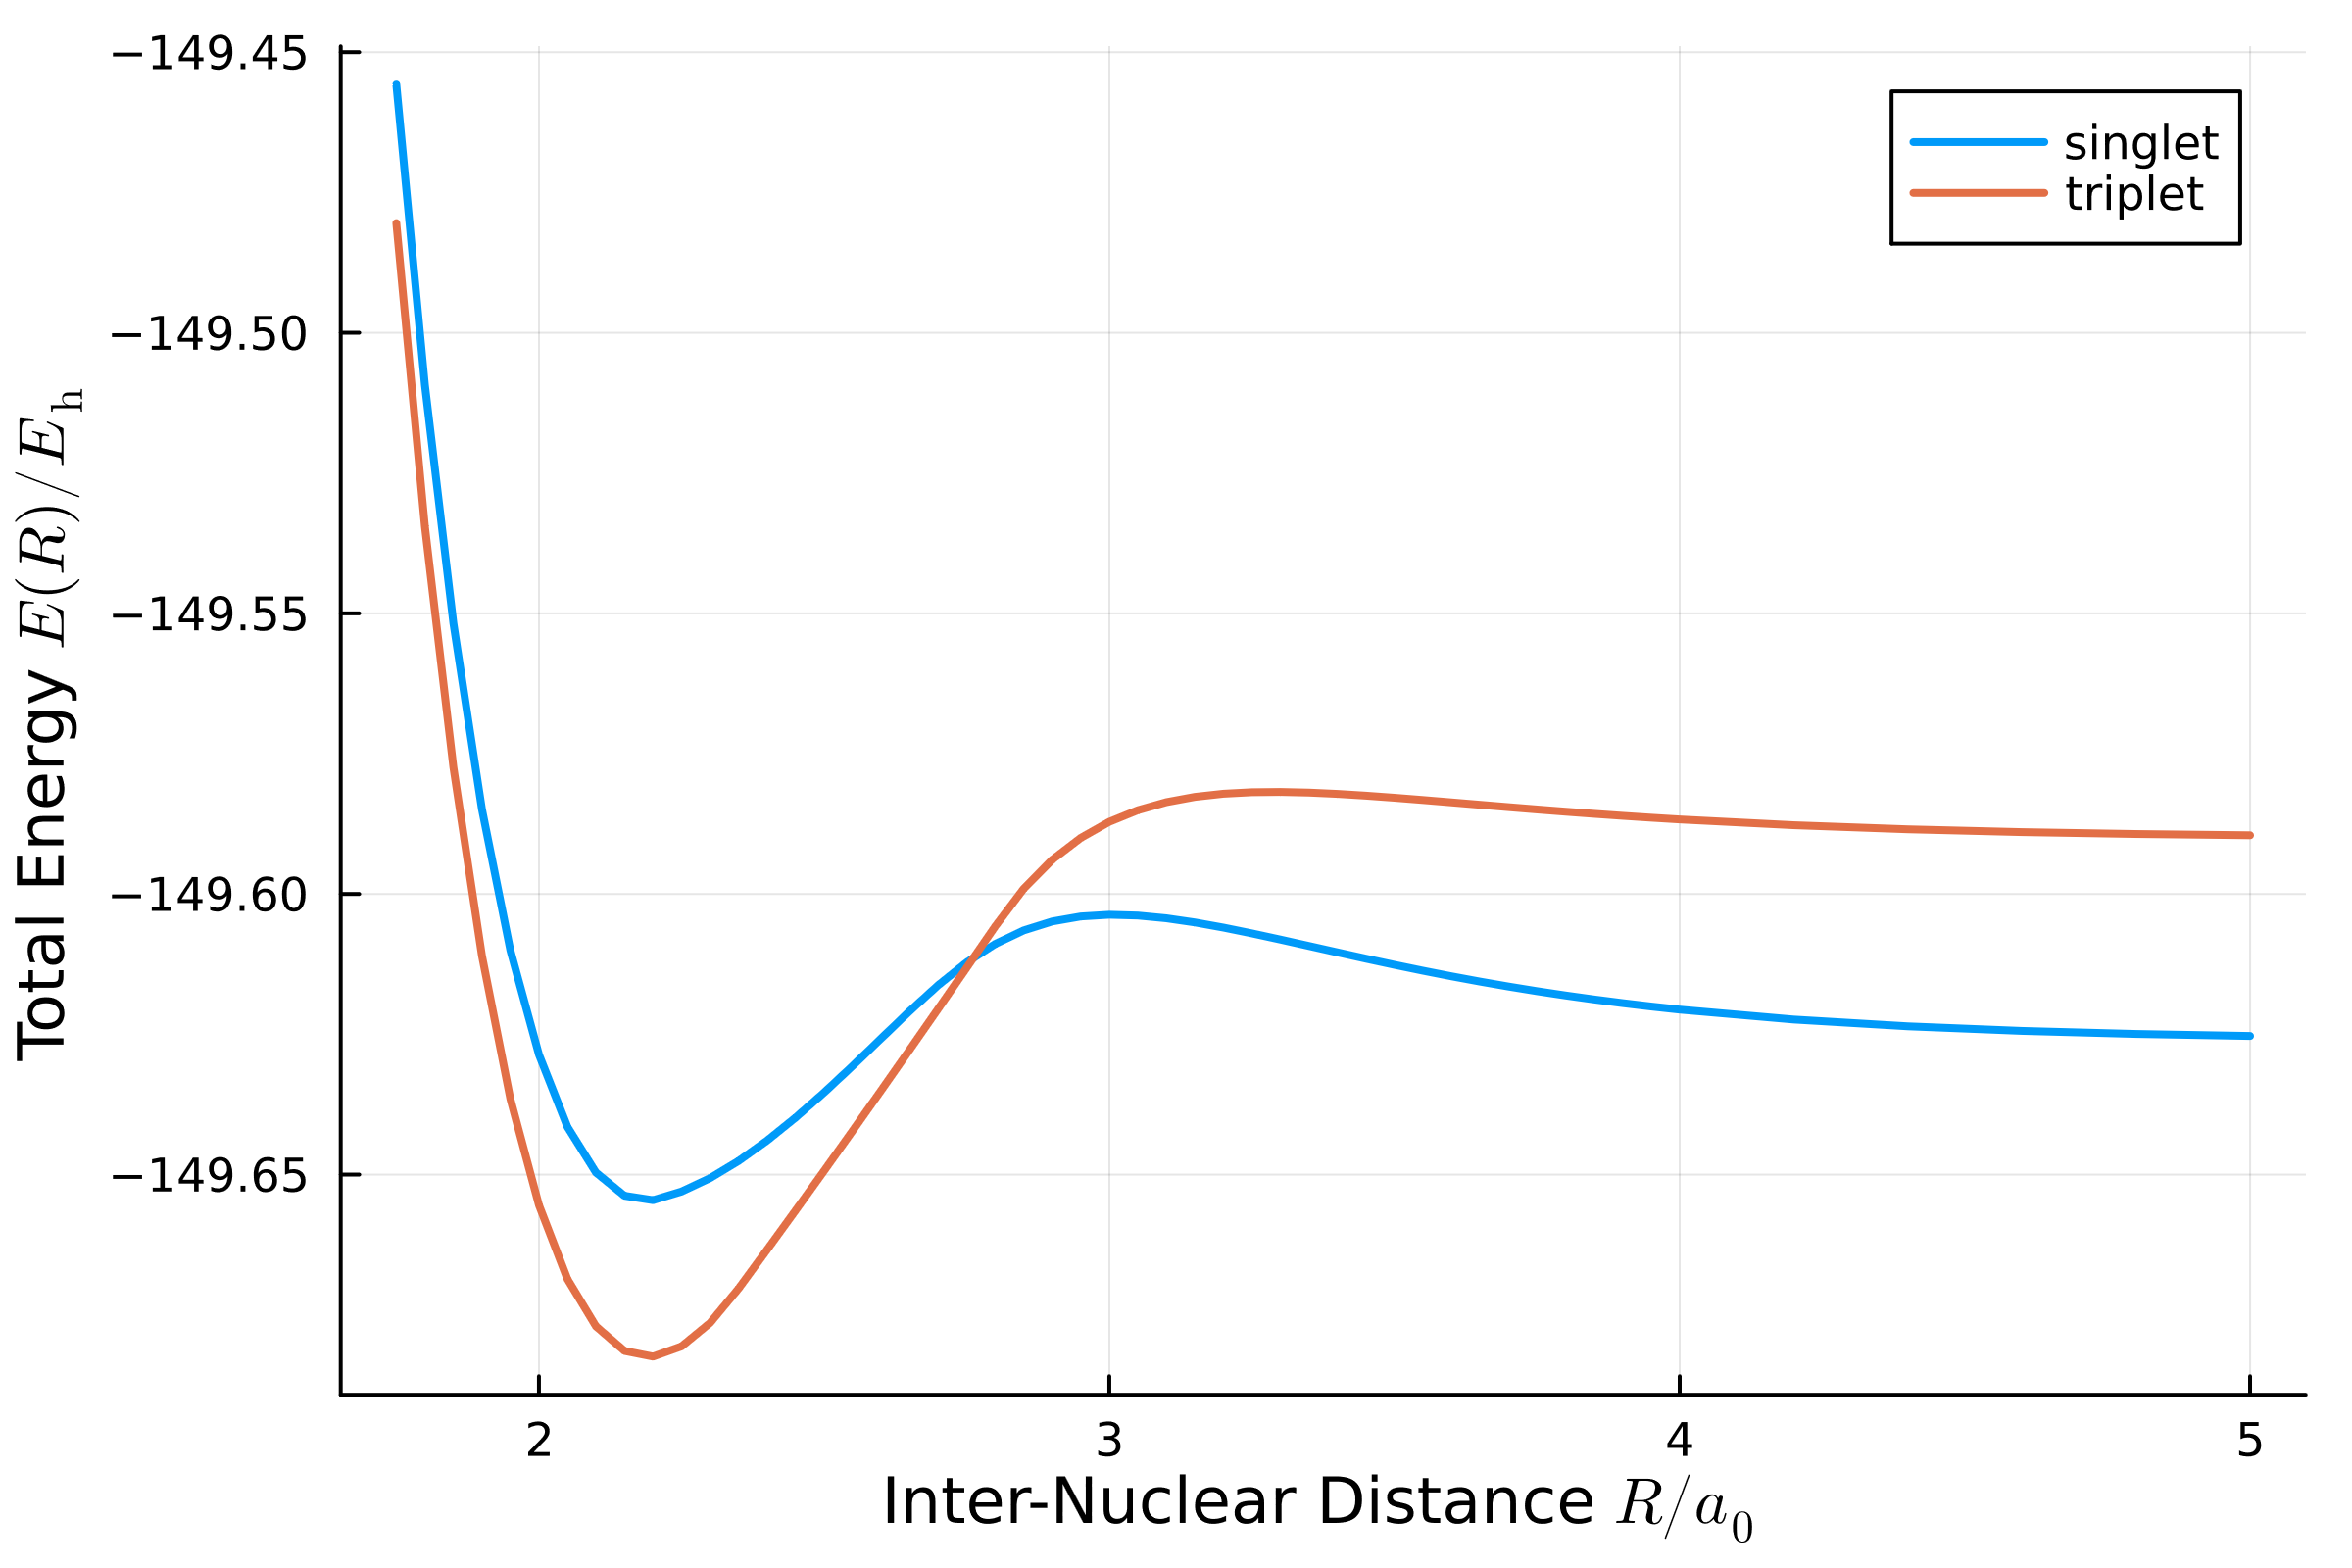 −149.45
−149.50
−149.55
−149.60
−149.65
Total Energy E(R)/E_h
singlet
triplet
2 3 4 5
Inter-Nuclear Distance R/a_0